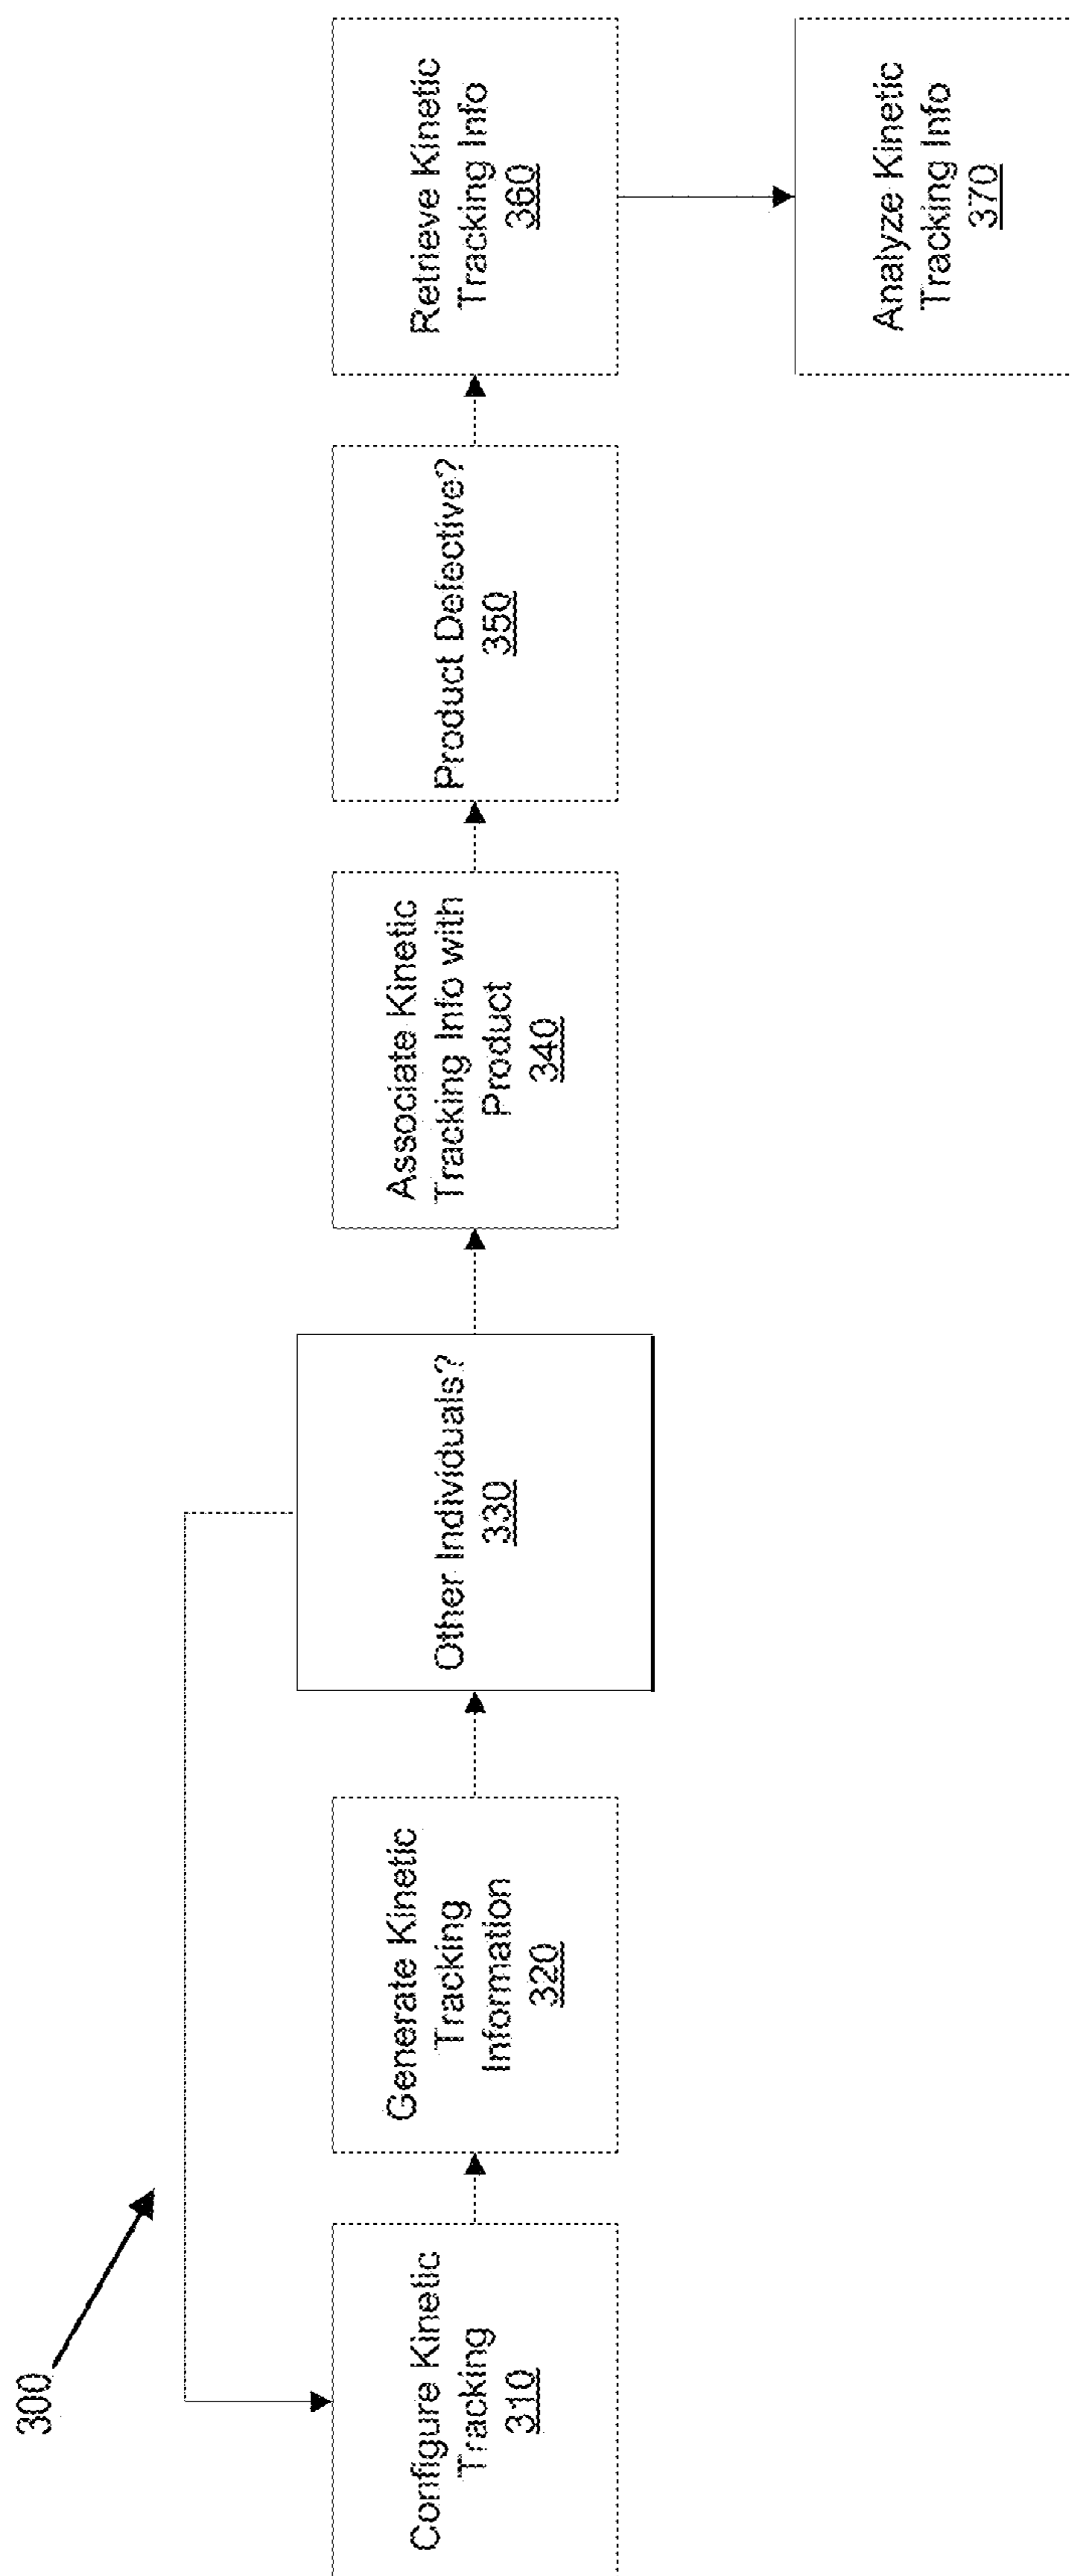 300
Configure Kinetic
Tracking
310
Generate Kinetic
Tracking
Information
320
Other Individuals?
330
Associate Kinetic
Tracking Info with
Product
340
Product Defective?
350
Retrieve Kinetic
Tracking Info
360
Analyze Kinetic
Tracking Info
370